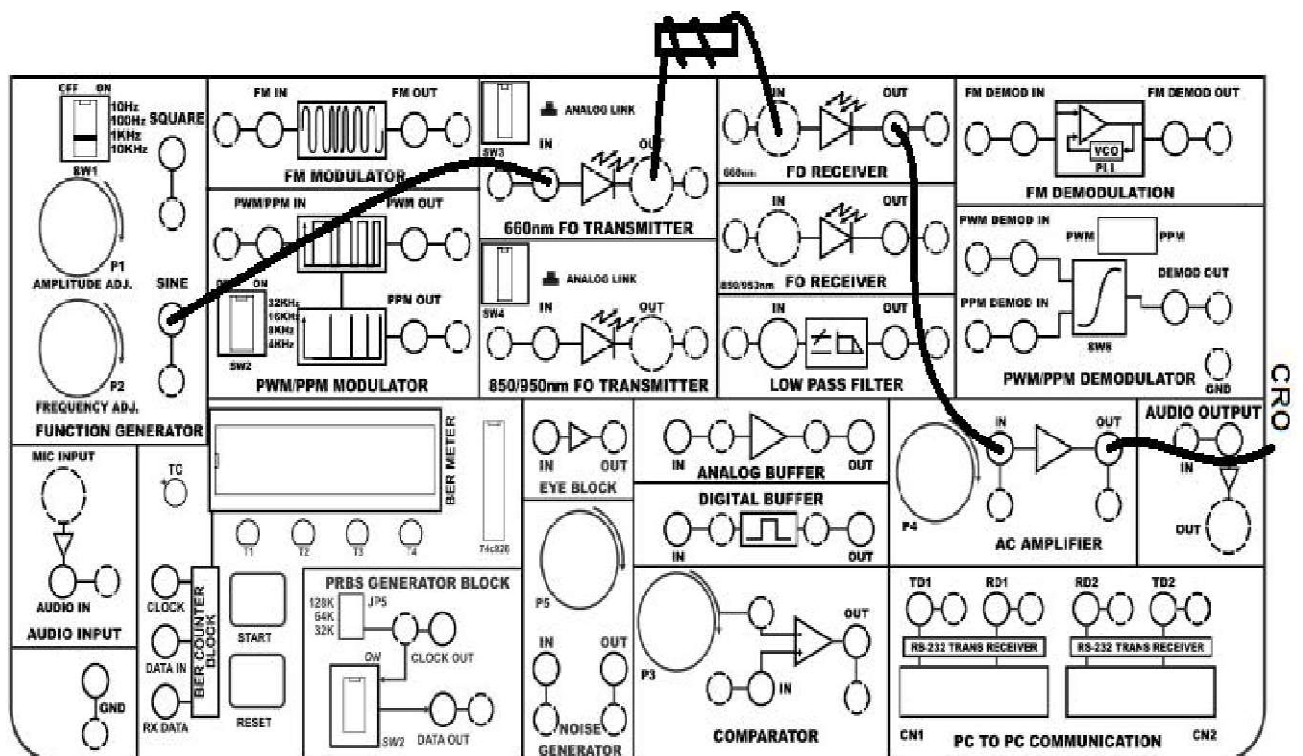 OFF ON
10Hz
100Hz
1KHz
10KHz
SW1
SQUARE
P1
AMPLITUDE ADJ.
SINE
P2
FREQUENCY ADJ.
FUNCTION GENERATOR
FM IN
FM OUT
FM MODULATOR
PWM/PPM IN
PWM OUT
ON
32KHz
16KHz
8KHz
4KHz
SW2
PPM OUT
PWM/PPM MODULATOR
ANALOG LINK
SW3
IN
OUT
660nm FO TRANSMITTER
ANALOG LINK
SW4
IN
OUT
850/950nm FO TRANSMITTER
IN
OUT
660nm
FO RECEIVER
IN
OUT
850/950nm
FO RECEIVER
IN
OUT
LOW PASS FILTER
FM DEMOD IN
FM DEMOD OUT
VCO
PLL
FM DEMODULATION
PWM DEMOD IN
PWM
PPM
DEMOD OUT
PPM DEMOD IN
PWM/PPM DEMODULATOR
GND
CRO
MIC INPUT
AUDIO IN
AUDIO INPUT
GND
TC
BER METER
T1
T2
T3
T4
CLOCK
DATA IN
RX DATA
BER COUNTER BLOCK
START
RESET
PRBS GENERATOR BLOCK
128K
64K
32K
JP5
CLOCK OUT
SW2
DATA OUT
IN
OUT
EYE BLOCK
P5
IN
OUT
NOISE
GENERATOR
IN
OUT
ANALOG BUFFER
DIGITAL BUFFER
IN
OUT
P3
IN
OUT
COMPARATOR
P4
IN
OUT
AC AMPLIFIER
AUDIO OUTPUT
IN
OUT
TD1
RD1
RD2
TD2
RS-232 TRANS RECEIVER
RS-232 TRANS RECEIVER
CN1
CN2
PC TO PC COMMUNICATION